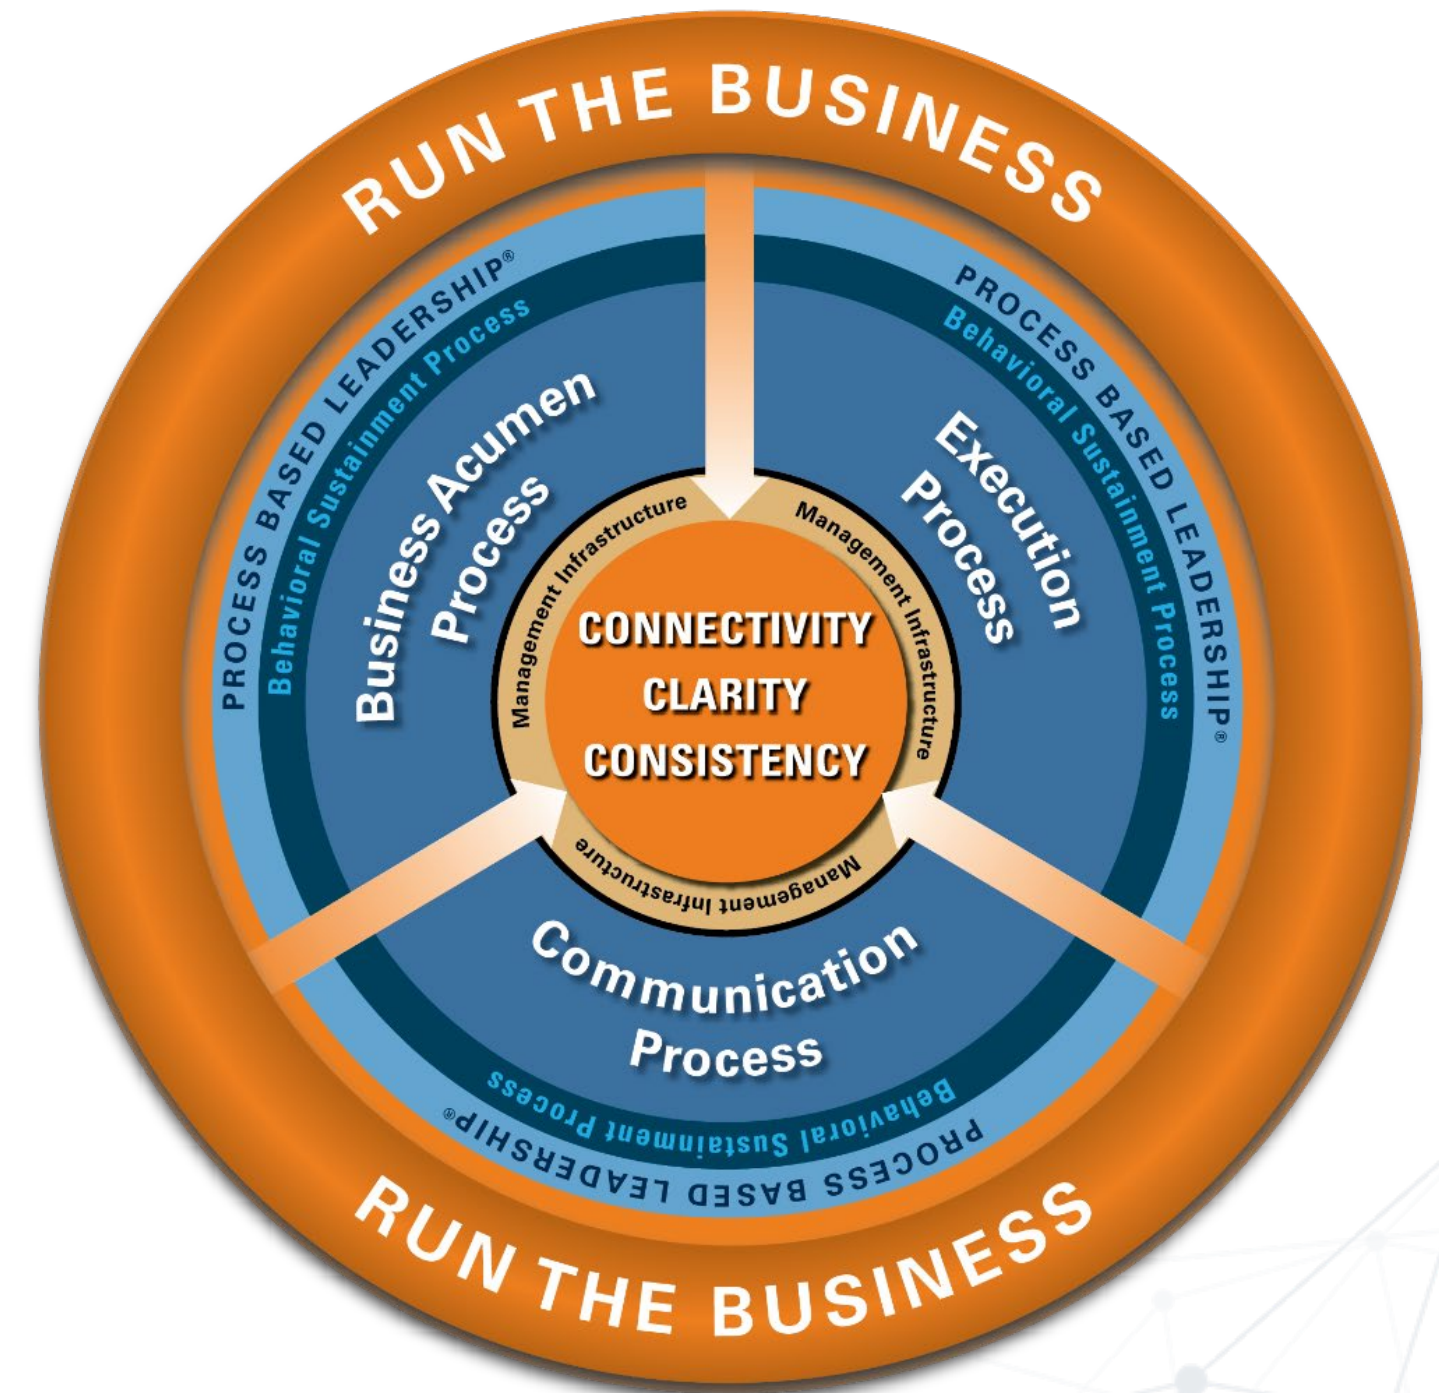 RUN THE BUSINESS
PROCESS BASED LEADERSHIP®
Behavioral Sustainment Process
Business Acumen
Process
Management Infrastructure
PROCESS BASED LEADERSHIP®
Behavioral Sustainment Process
Execution
Process
Management Infrastructure
CONNECTIVITY
CLARITY
CONSISTENCY
Management Infrastructure
Communication
Process
Behavioral Sustainment Process
PROCESS BASED LEADERSHIP®
RUN THE BUSINESS